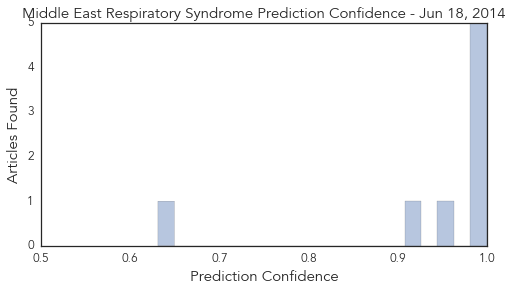 Middle East Respiratory Syndrome Prediction Confidence - Jun 18, 2014
5
4
3
2
1
0
Articles Found
0.5 0.6 0.7 0.8 0.9 1.0
Prediction Confidence